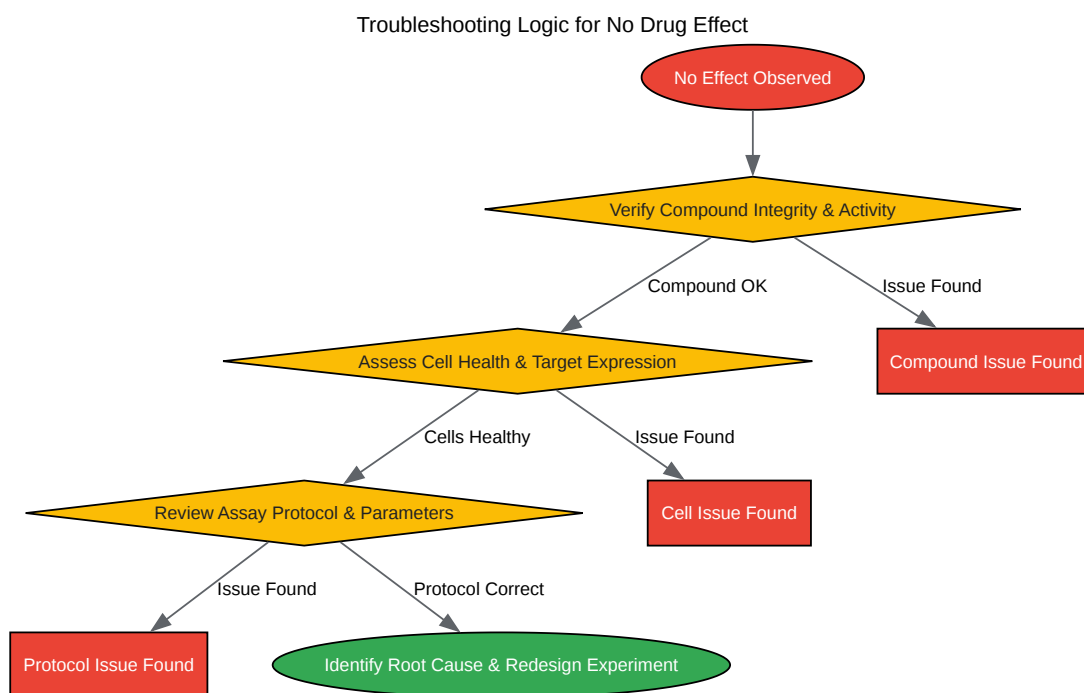 Troubleshooting Logic for No Drug Effect
No Effect Observed
Verify Compound Integrity & Activity
Compound OK
Issue Found
Assess Cell Health & Target Expression
Compound Issue Found
Cells Healthy
Issue Found
Review Assay Protocol & Parameters
Cell Issue Found
Issue Found
Protocol Correct
Protocol Issue Found
Identify Root Cause & Redesign Experiment